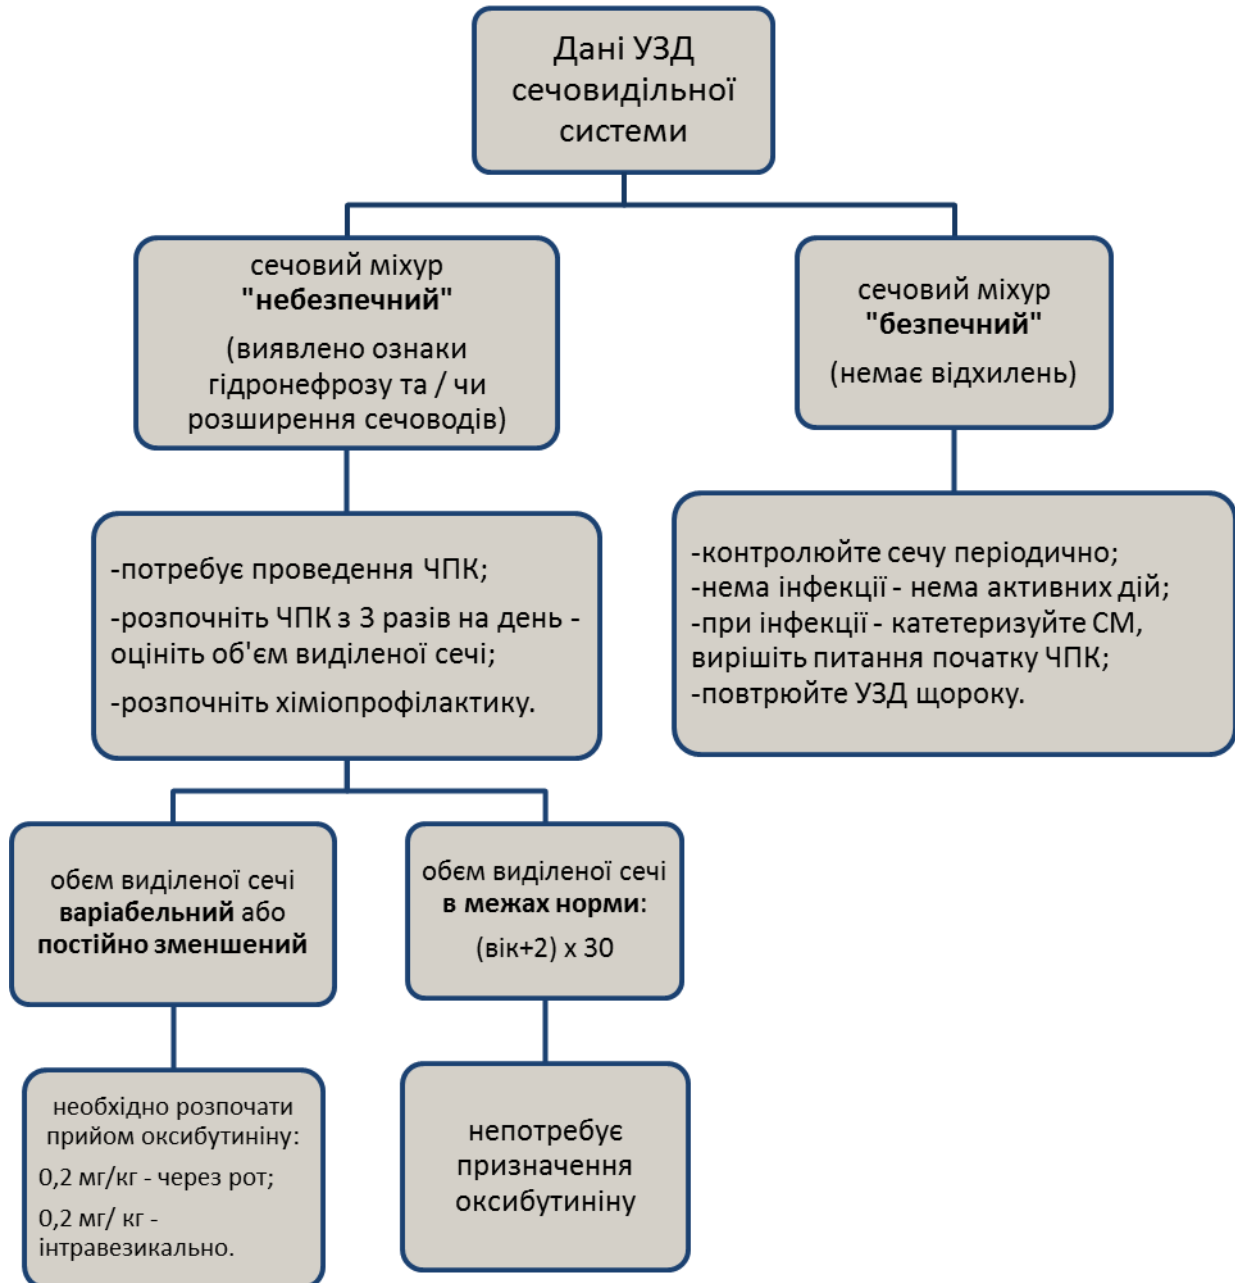 Дані УЗД
сечовидільної
системи
сечовий міхур
"небезпечний"
(виявлено ознаки
гідронефрозу та / чи
розширення сечоводів)
сечовий міхур
"безпечний"
(немає відхилень)
-потребує проведення ЧПК;
-розпочніть ЧПК з 3 разів на день -
оцініть об'єм виділеної сечі;
-розпочніть хіміопрофілактику.
-контролюйте сечу періодично;
-нема інфекції - нема активних дій;
-при інфекції - катетеризуйте СМ,
вирішіть питання початку ЧПК;
-повтрюйте УЗД щороку.
обєм виділеної сечі
варіабельний або
постійно зменшений
обєм виділеної сечі
в межах норми:
(вік+2) х 30
необхідно розпочати
прийом оксибутиніну:
0,2 мг/кг - через рот;
0,2 мг/ кг -
інтравезикально.
непотребує
призначення
оксибутиніну